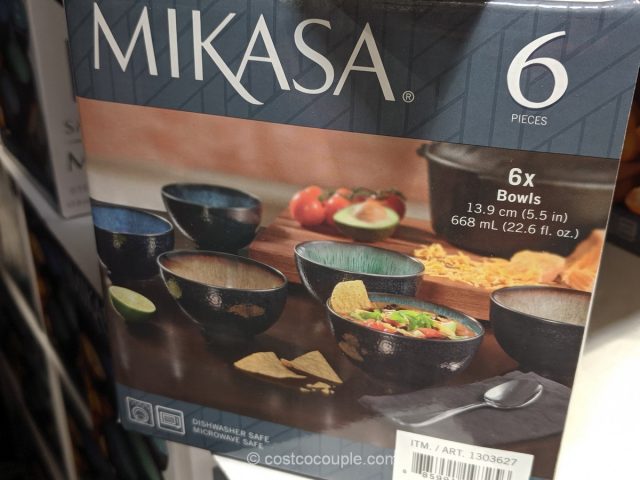 MIKASA®
6
PIECES
6x
Bowls
13.9 cm (5.5 in)
668 mL (22.6 fl. oz.)
DISHWASHER SAFE
MICROWAVE SAFE
ITM. / ART. 1303627
© costcocouple.com